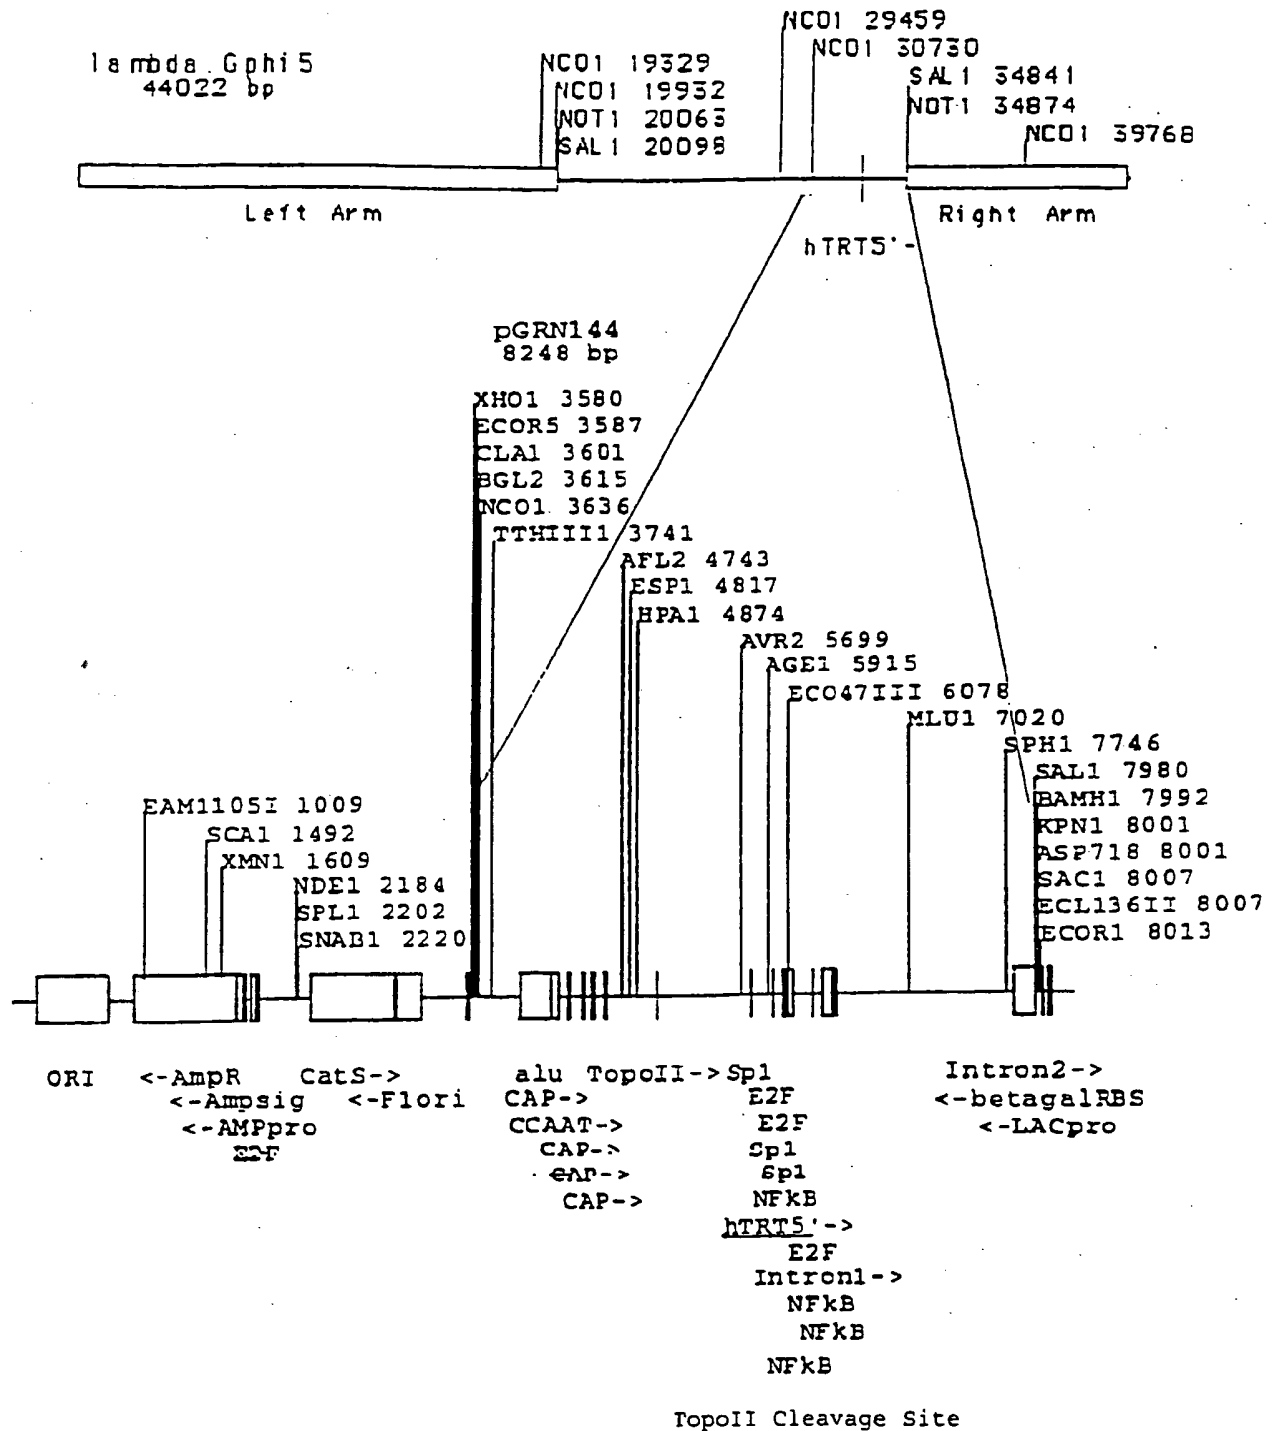 lambda Gphi5
44022 bp
NCO1 19329
NCO1 19932
NOT1 20063
SAL1 20098
NCO1 29459
NCO1 30730
SAL1 34841
NOT1 34874
NCO1 39768
Left Arm
Right Arm
hTRT5'-
pGRN144
8248 bp
XHO1 3580
ECOR5 3587
CLA1 3601
BGL2 3615
NCO1 3636
TTHIII1 3741
AFL2 4743
ESP1 4817
HPA1 4874
AVR2 5699
AGE1 5915
ECO47III 6078
MLU1 7020
SPH1 7746
SAL1 7980
BAMH1 7992
KPN1 8001
ASP718 8001
SAC1 8007
ECL136II 8007
ECOR1 8013
EAM1105I 1009
SCA1 1492
XMN1 1609
NDE1 2184
SPL1 2202
SNAB1 2220
ORI <-AmpR CatS-> alu TopoII-> Sp1 Intron2->
<-Ampsig <-Flori CAP-> E2F <-betagalRBS
<-AMPpro CCAAT-> E2F <-LACpro
E2F CAP-> Sp1
CAP-> Sp1
CAP-> NFkB
hTRT5'->
E2F
Intron1->
NFkB
NFkB
NFkB
TopoII Cleavage Site